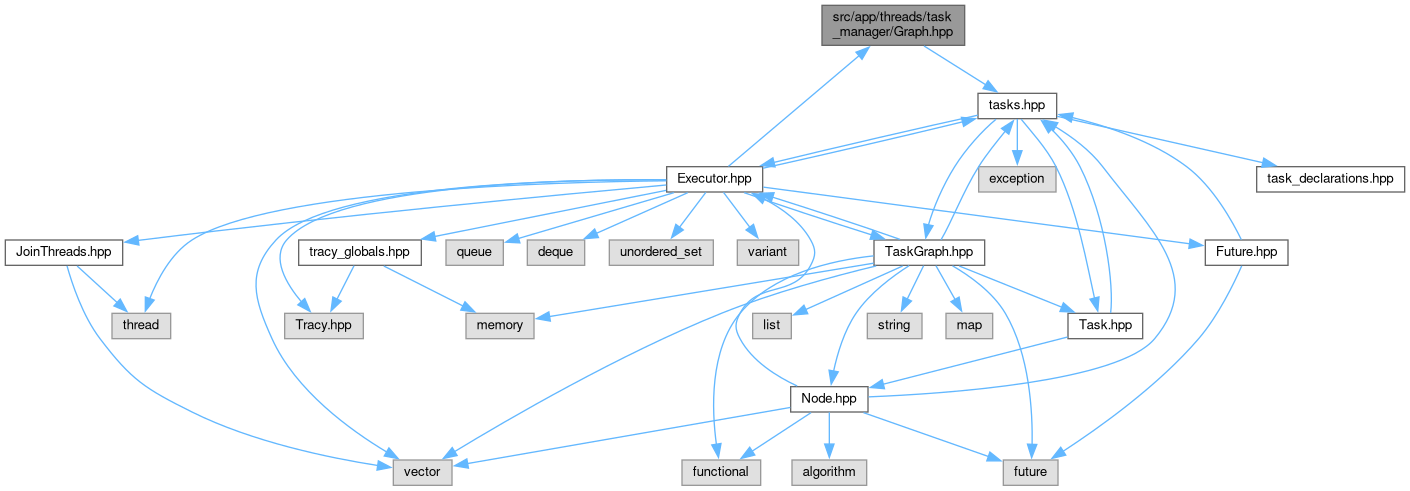 src/app/threads/task
_manager/Graph.hpp
tasks.hpp
Executor.hpp
exception
task_declarations.hpp
JoinThreads.hpp
tracy_globals.hpp
queue
deque
unordered_set
variant
TaskGraph.hpp
Future.hpp
thread
Tracy.hpp
memory
list
string
map
Task.hpp
Node.hpp
vector
functional
algorithm
future